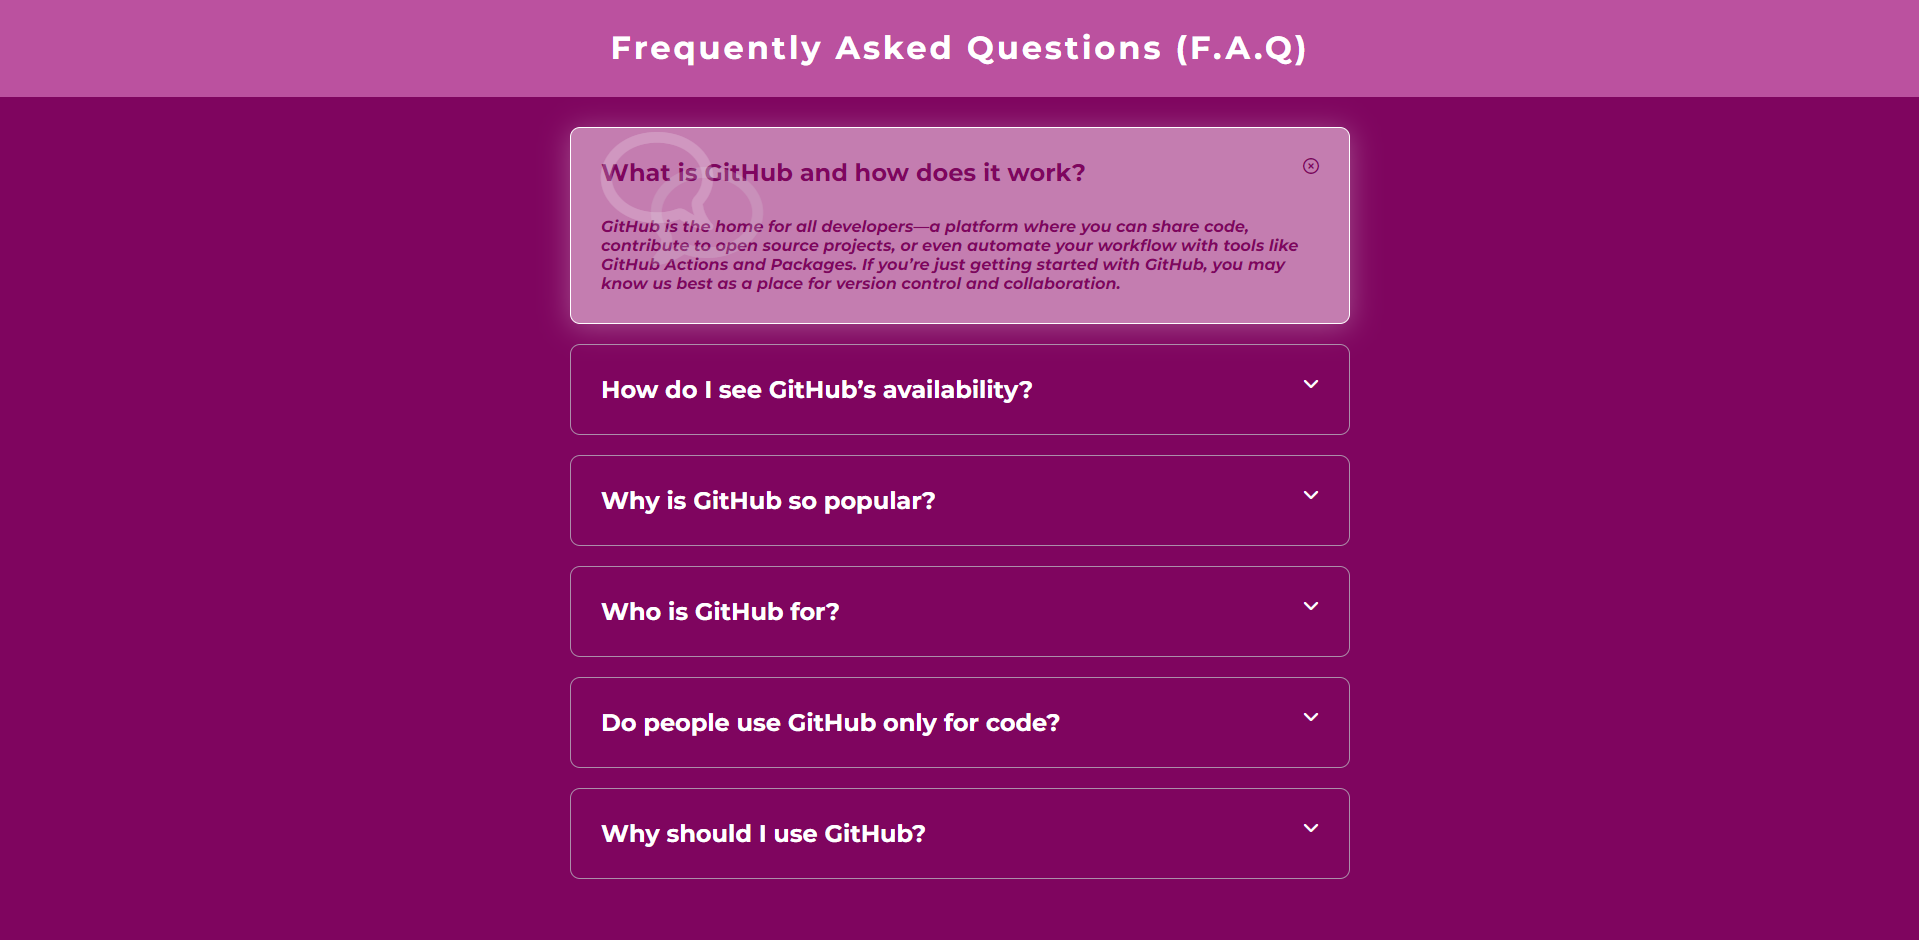 Frequently Asked Questions (F.A.Q)
What is GitHub and how does it work?
GitHub is the home for all developers—a platform where you can share code,
contribute to open source projects, or even automate your workflow with tools like
GitHub Actions and Packages. If you’re just getting started with GitHub, you may
know us best as a place for version control and collaboration.
How do I see GitHub’s availability?
Why is GitHub so popular?
Who is GitHub for?
Do people use GitHub only for code?
Why should I use GitHub?